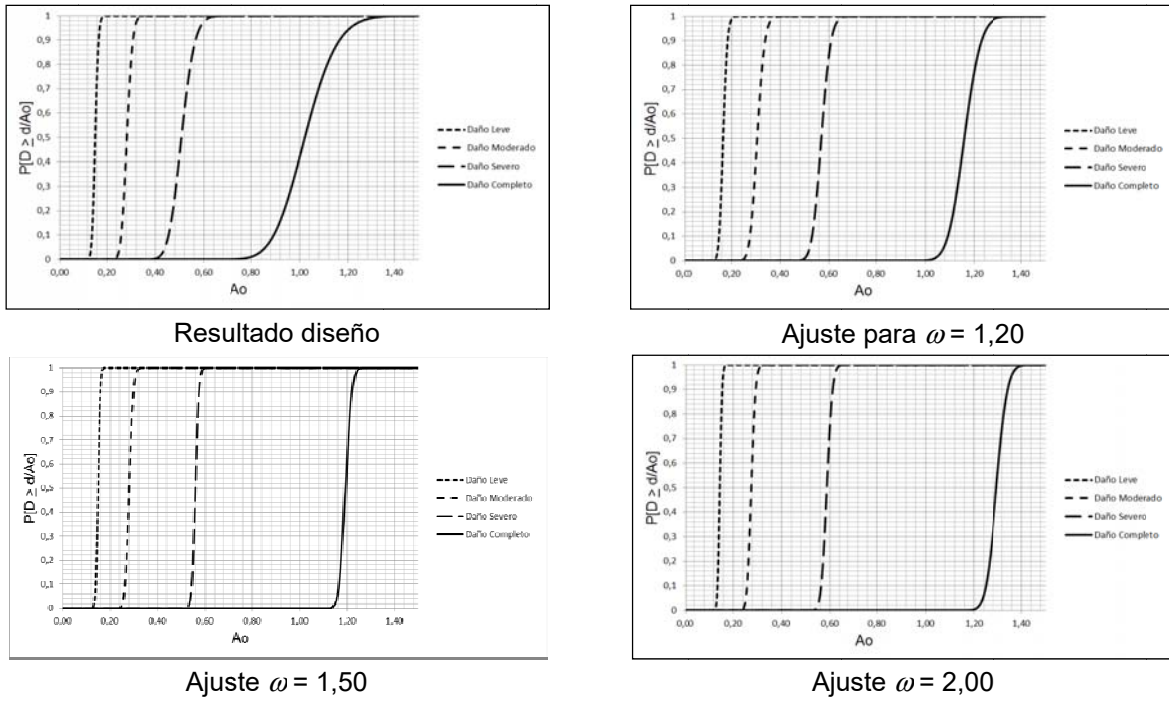 1
0,9
0,8
0,7
0,6
0,5
0,4
0,3
0,2
0,1
0
P[D ≥ d/Ao]
0,00 0,20 0,40 0,60 0,80 1,00 1,20 1,40
Ao
Daño Leve
Daño Moderado
Daño Severo
Daño Completo
Resultado diseño
1
0,9
0,8
0,7
0,6
0,5
0,4
0,3
0,2
0,1
0
P[D ≥ d/Ao]
0,00 0,20 0,40 0,60 0,80 1,00 1,20 1,40
Ao
Daño Leve
Daño Moderado
Daño Severo
Daño Completo
Ajuste para ω = 1,20
1
0,9
0,8
0,7
0,6
0,5
0,4
0,3
0,2
0,1
0
P[D ≥ d/Ao]
0,00 0,20 0,40 0,60 0,80 1,00 1,20 1,40
Ao
Daño Leve
Daño Moderado
Daño Severo
Daño Completo
Ajuste ω = 1,50
1
0,9
0,8
0,7
0,6
0,5
0,4
0,3
0,2
0,1
0
P[D ≥ d/Ao]
0,00 0,20 0,40 0,60 0,80 1,00 1,20 1,40
Ao
Daño Leve
Daño Moderado
Daño Severo
Daño Completo
Ajuste ω = 2,00